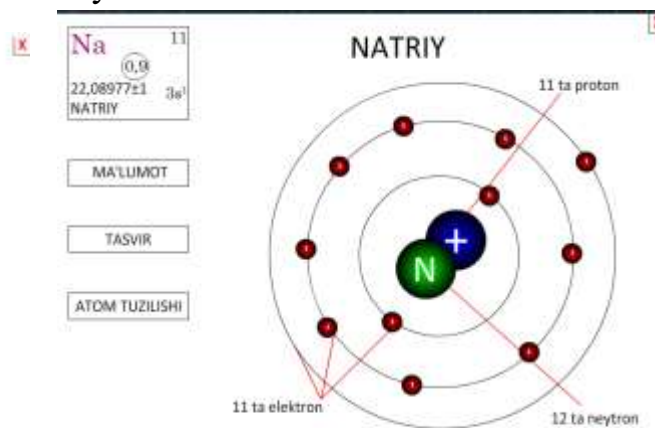 Na 11
0,9
22,08977±1 3s¹
NATRIY
NATRIY
11 ta proton
MA'LUMOT
TASVIR
ATOM TUZILISHI
+
N
11 ta elektron
12 ta neytron